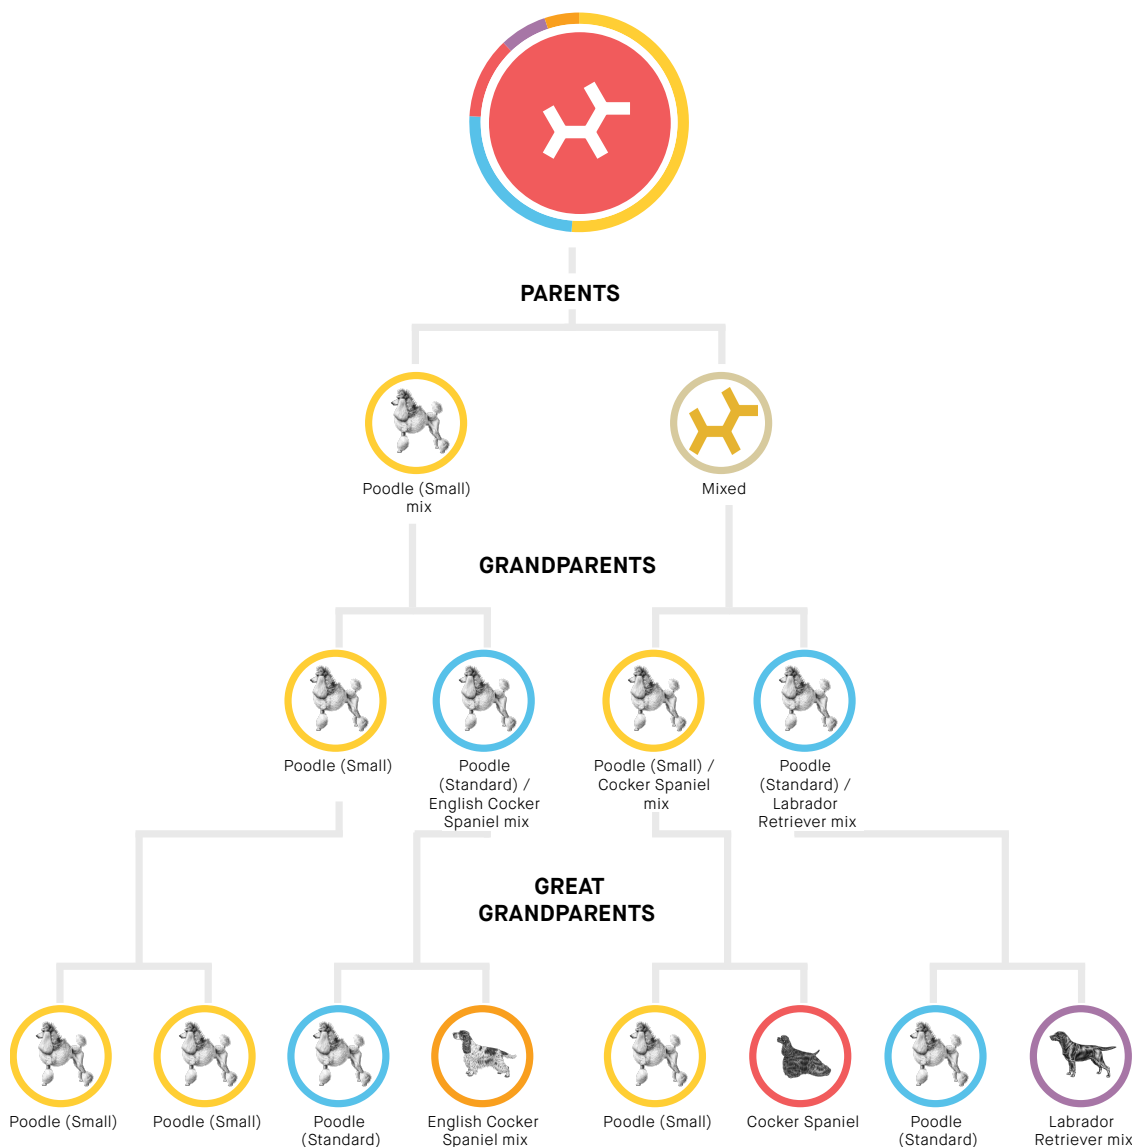 PARENTS
Poodle (Small)
mix
Mixed
GRANDPARENTS
Poodle (Small)
Poodle
(Standard) /
English Cocker
Spaniel mix
Poodle (Small) /
Cocker Spaniel
mix
Poodle
(Standard) /
Labrador
Retriever mix
GREAT
GRANDPARENTS
Poodle (Small)
Poodle (Small)
Poodle
(Standard)
English Cocker
Spaniel mix
Poodle (Small)
Cocker Spaniel
Poodle
(Standard)
Labrador
Retriever mix